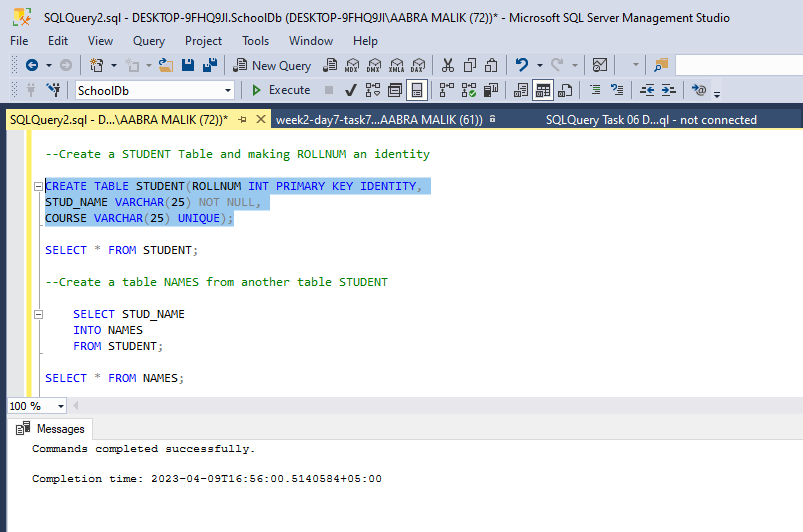 SQLQuery2.sql - DESKTOP-9FHQ9JI.SchoolDb (DESKTOP-9FHQ9JI\AABRA MALIK (72))* - Microsoft SQL Server Management Studio
File Edit View Query Project Tools Window Help
New Query MDX DMX XMLA DAX
SchoolDb Execute
SQLQuery2.sql - D...\AABRA MALIK (72))* week2-day7-task7...AABRA MALIK (61)) SQLQuery Task 06 D...ql - not connected
--Create a STUDENT Table and making ROLLNUM an identity
CREATE TABLE STUDENT(ROLLNUM INT PRIMARY KEY IDENTITY,
STUD_NAME VARCHAR(25) NOT NULL,
COURSE VARCHAR(25) UNIQUE);
SELECT * FROM STUDENT;
--Create a table NAMES from another table STUDENT
SELECT STUD_NAME
INTO NAMES
FROM STUDENT;
SELECT * FROM NAMES;
100 %
Messages
Commands completed successfully.
Completion time: 2023-04-09T16:56:00.5140584+05:00